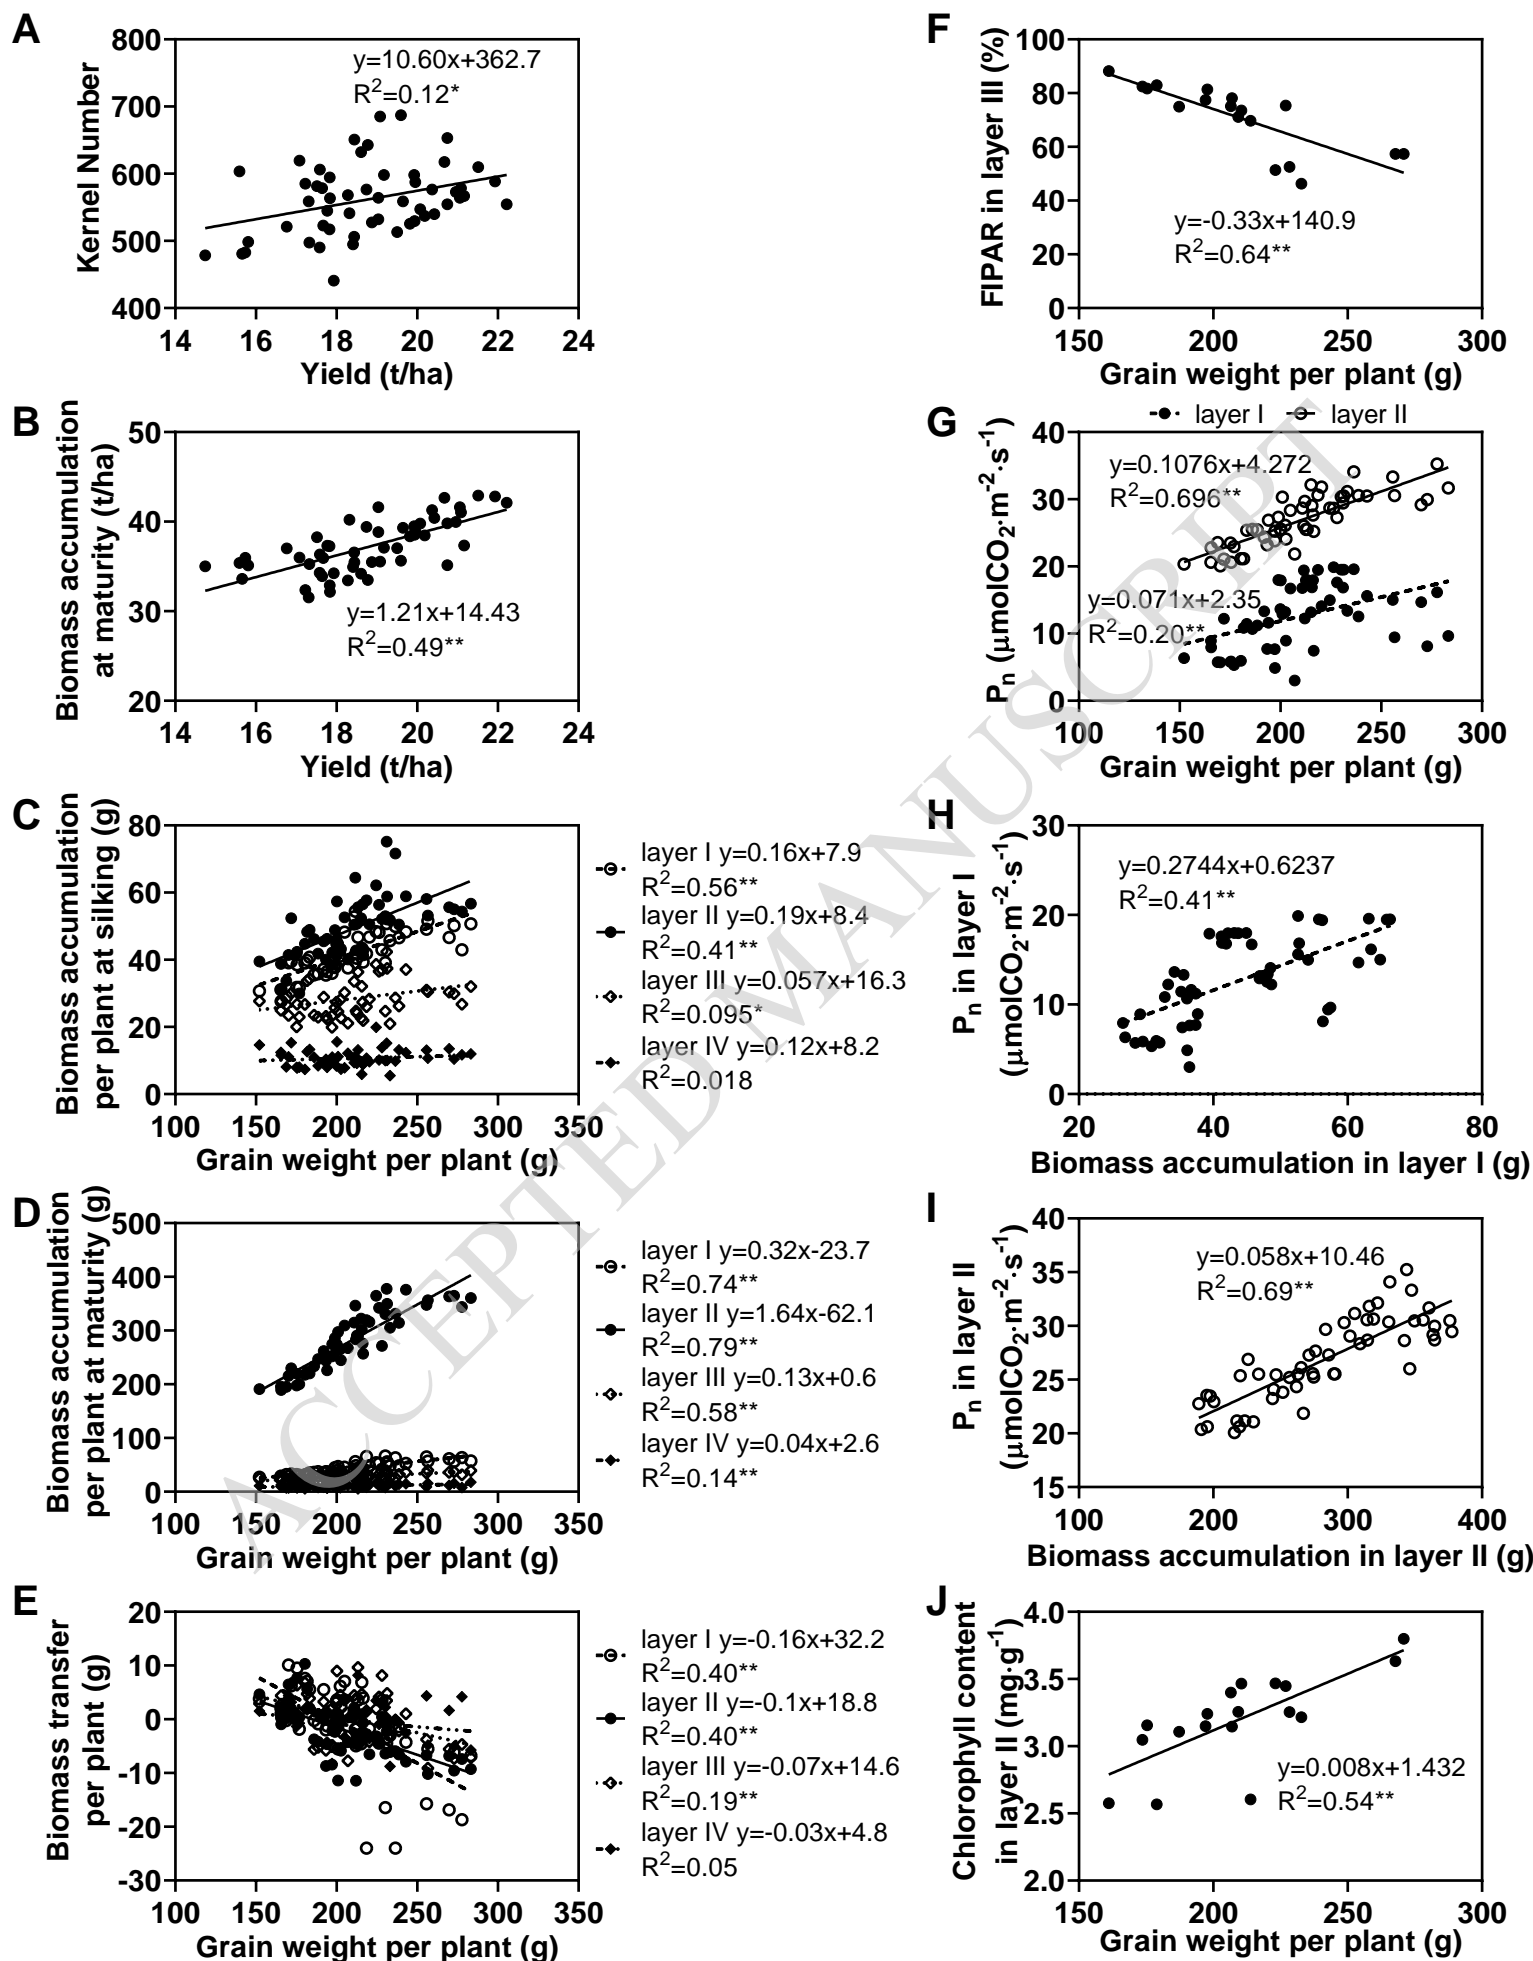 A
800
700
600
500
400
Kernel Number
y=10.60x+362.7
R²=0.12*
14 16 18 20 22 24
Yield (t/ha)
B
50
40
30
20
Biomass accumulation
at maturity (t/ha)
y=1.21x+14.43
R²=0.49**
14 16 18 20 22 24
Yield (t/ha)
C
80
60
40
20
0
Biomass accumulation
per plant at silking (g)
100 150 200 250 300 350
Grain weight per plant (g)
layer I y=0.16x+7.9
R²=0.56**
layer II y=0.19x+8.4
R²=0.41**
layer III y=0.057x+16.3
R²=0.095*
layer IV y=0.12x+8.2
R²=0.018
D
500
400
300
200
100
0
Biomass accumulation
per plant at maturity (g)
100 150 200 250 300 350
Grain weight per plant (g)
layer I y=0.32x-23.7
R²=0.74**
layer II y=1.64x-62.1
R²=0.79**
layer III y=0.13x+0.6
R²=0.58**
layer IV y=0.04x+2.6
R²=0.14**
E
20
10
0
-10
-20
-30
Biomass transfer
per plant (g)
100 150 200 250 300 350
Grain weight per plant (g)
layer I y=-0.16x+32.2
R²=0.40**
layer II y=-0.1x+18.8
R²=0.40**
layer III y=-0.07x+14.6
R²=0.19**
layer IV y=-0.03x+4.8
R²=0.05
F
100
80
60
40
20
0
FIPAR in layer III (%)
y=-0.33x+140.9
R²=0.64**
150 200 250 300
Grain weight per plant (g)
G
layer I layer II
40
30
20
10
0
Pₙ (μmolCO₂·m⁻²·s⁻¹)
y=0.1076x+4.272
R²=0.696**
y=0.071x+2.35
R²=0.20**
100 150 200 250 300
Grain weight per plant (g)
H
30
20
10
0
Pₙ in layer I
(μmolCO₂·m⁻²·s⁻¹)
y=0.2744x+0.6237
R²=0.41**
20 40 60 80
Biomass accumulation in layer I (g)
I
40
35
30
25
20
15
Pₙ in layer II
(μmolCO₂·m⁻²·s⁻¹)
y=0.058x+10.46
R²=0.69**
100 200 300 400
Biomass accumulation in layer II (g)
J
4.0
3.5
3.0
2.5
2.0
Chlorophyll content
in layer II (mg·g⁻¹)
y=0.008x+1.432
R²=0.54**
150 200 250 300
Grain weight per plant (g)
ACCEPTED MANUSCRIPT